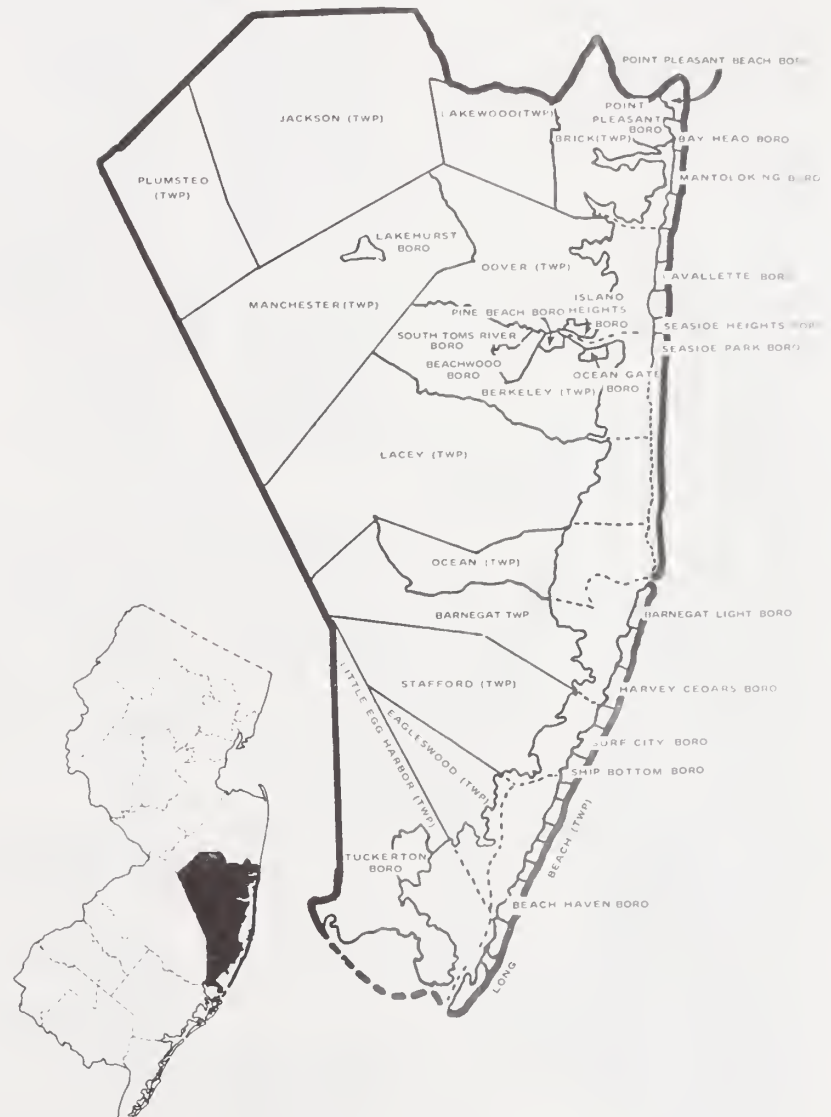 POINT PLEASANT BEACH
JACKSON (TWP)
LAKEWOOD (TWP)
POINT
PLEASANT
BORO
BRICK (TWP)
BAY HEAD BORO
PLUMSTED
(TWP)
MANTOLOKING BORO
LAKEHURST
BORO
DOVER (TWP)
LAVALLETTE BORO
MANCHESTER (TWP)
ISLAND
HEIGHTS
BORO
PINE BEACH BORO
SEASIDE HEIGHTS BORO
SOUTH TOMS RIVER
BORO
SEASIDE PARK BORO
BEACHWOOD
BORO
OCEAN GATE
BORO
BERKELEY (TWP)
LACEY (TWP)
OCEAN (TWP)
BARNEGAT TWP
BARNEGAT LIGHT BORO
STAFFORD (TWP)
HARVEY CEDARS BORO
LITTLE EGG HARBOR (TWP)
EAGLESWOOD (TWP)
SURF CITY BORO
SHIP BOTTOM BORO
TUCKERTON
BORO
BEACH HAVEN BORO
LONG BEACH (TWP)